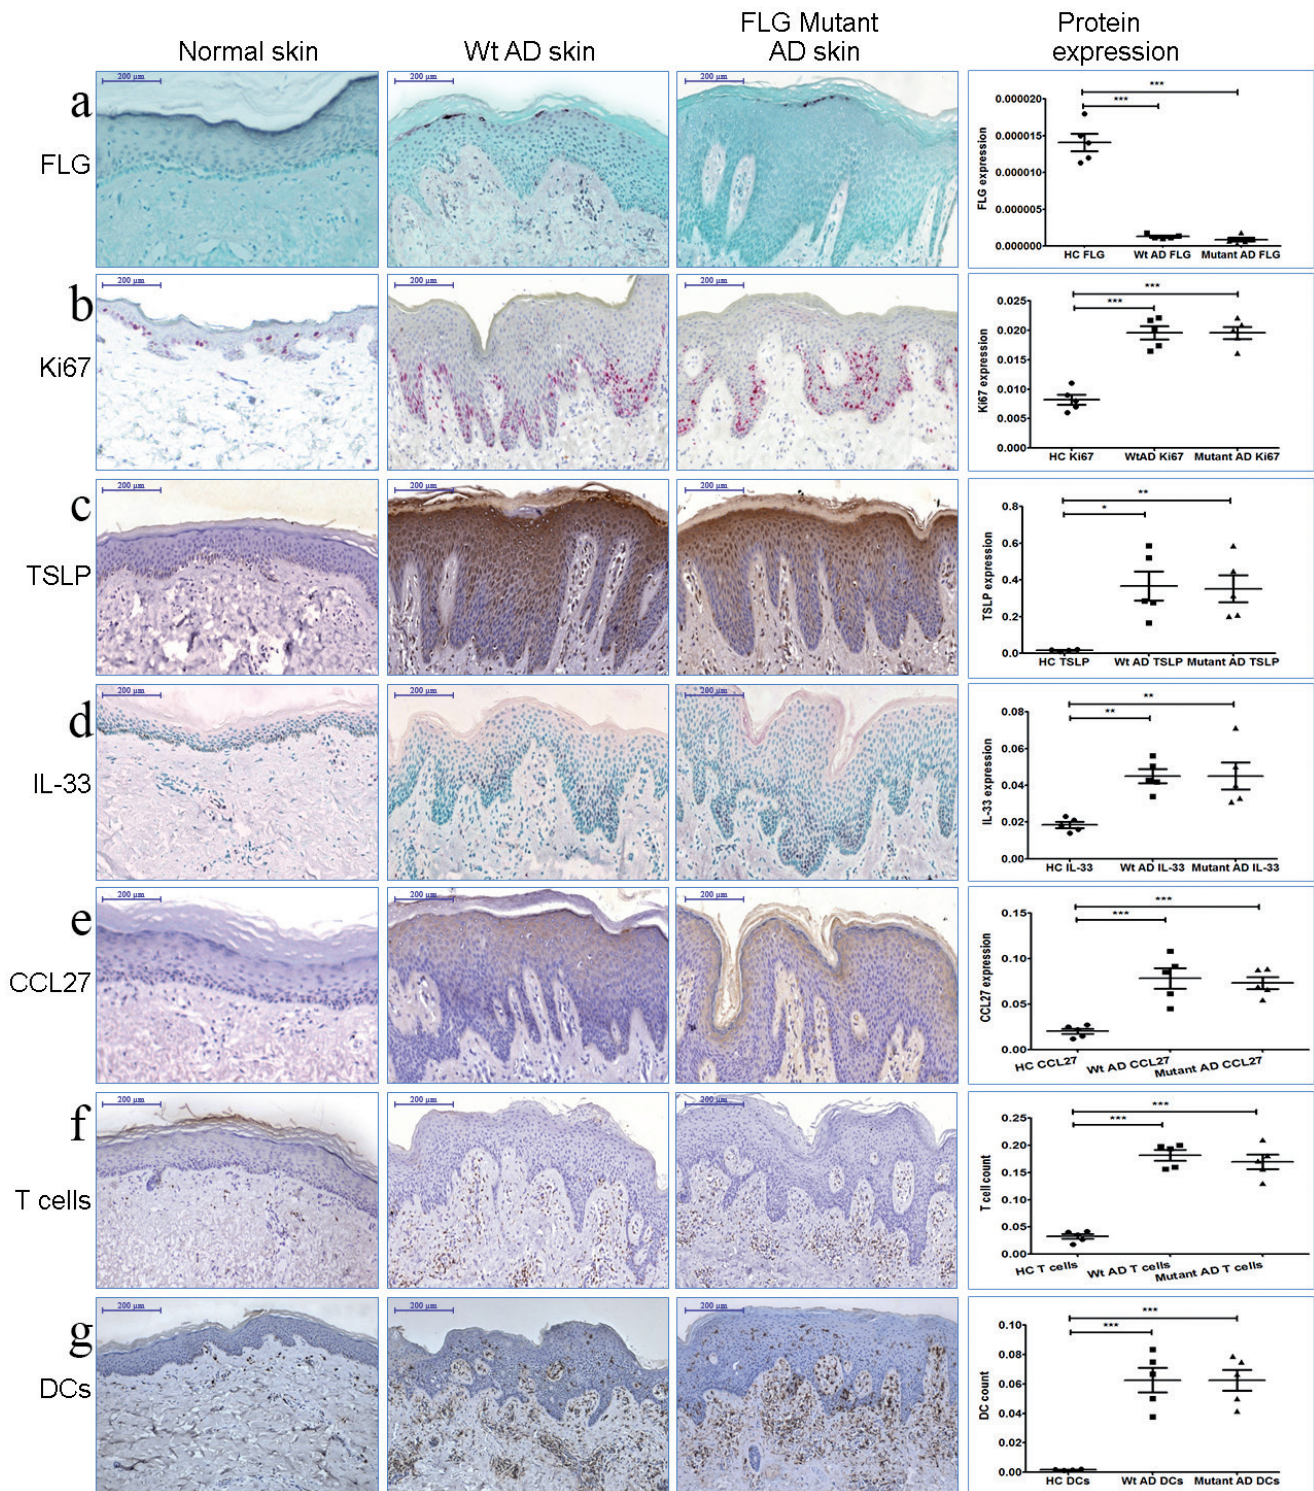 Normal skin
Wt AD skin
FLG Mutant
AD skin
Protein
expression
a
FLG
200 µm
200 µm
200 µm
FLG expression
0.000020
0.000015
0.000010
0.000005
0.000000
***
***
HC FLG
Wt AD FLG
Mutant AD FLG
b
Ki67
200 µm
200 µm
200 µm
Ki67 expression
0.025
0.020
0.015
0.010
0.005
0.000
***
***
HC Ki67
WtAD Ki67
Mutant AD Ki67
c
TSLP
200 µm
200 µm
200 µm
TSLP expression
0.8
0.6
0.4
0.2
0.0
**
*
HC TSLP
Wt AD TSLP
Mutant AD TSLP
d
IL-33
200 µm
200 µm
200 µm
IL-33 expression
0.08
0.06
0.04
0.02
0.00
**
**
HC IL-33
Wt AD IL-33
Mutant AD IL-33
e
CCL27
200 µm
200 µm
200 µm
CCL27 expression
0.15
0.10
0.05
0.00
***
***
HC CCL27
Wt AD CCL27
Mutant AD CCL27
f
T cells
200 µm
200 µm
200 µm
T cell count
0.25
0.20
0.15
0.10
0.05
0.00
***
***
HC T cells
Wt AD T cells
Mutant AD T cells
g
DCs
200 µm
200 µm
200 µm
DC count
0.10
0.08
0.06
0.04
0.02
0.00
***
***
HC DCs
Wt AD DCs
Mutant AD DCs